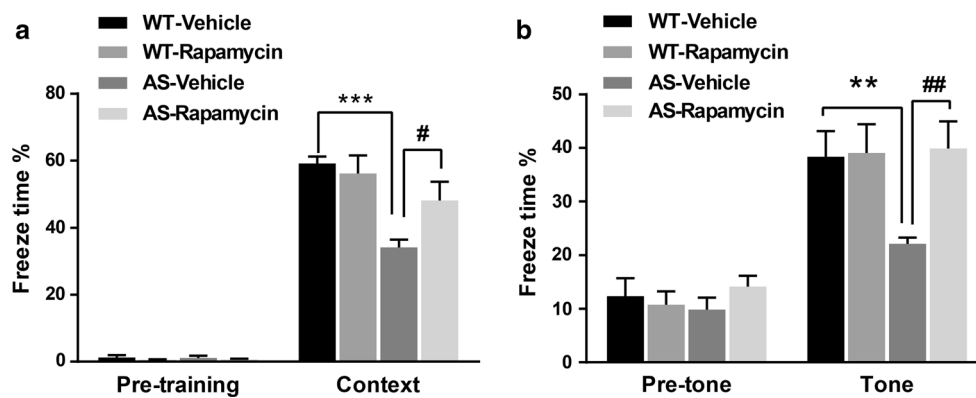 a
WT-Vehicle
WT-Rapamycin
AS-Vehicle
AS-Rapamycin
Freeze time %
80
60
40
20
0
***
#
Pre-training
Context
b
WT-Vehicle
WT-Rapamycin
AS-Vehicle
AS-Rapamycin
Freeze time %
50
40
30
20
10
0
**
##
Pre-tone
Tone